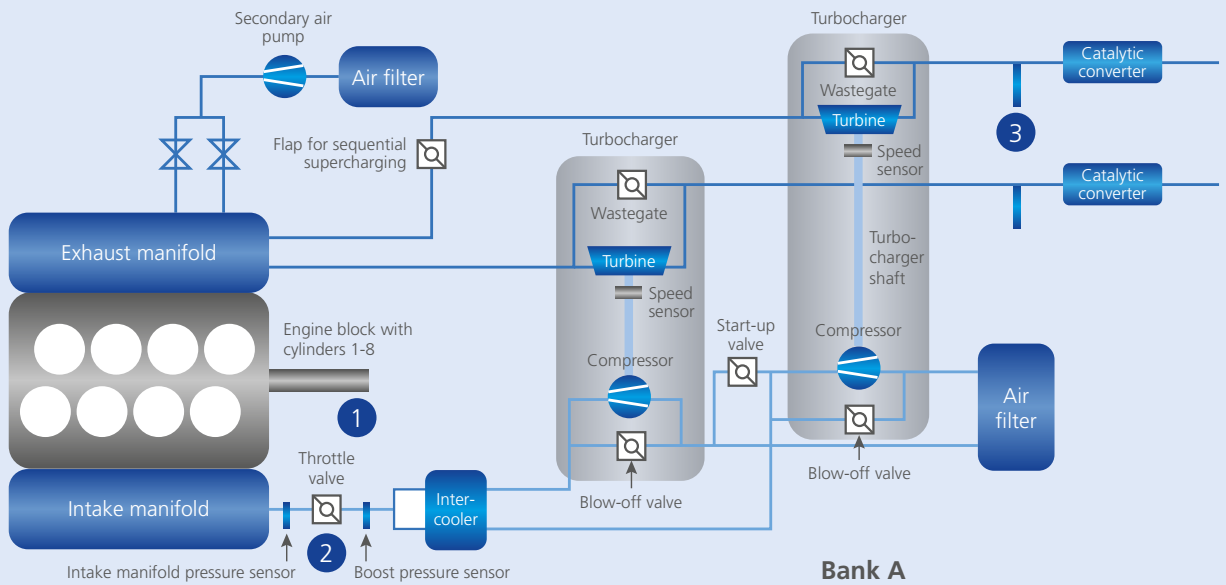 Turbocharger
Secondary air
pump
Air filter
Catalytic
converter
Wastegate
Turbine
3
Flap for sequential
supercharging
Turbocharger
Speed
sensor
Catalytic
converter
Wastegate
Exhaust manifold
Turbine
Turbo-
charger
shaft
Speed
sensor
Engine block with
cylinders 1-8
Start-up
valve
Compressor
Compressor
1
Air
filter
Throttle
valve
Blow-off valve
Intake manifold
Inter-
cooler
Blow-off valve
2
Intake manifold pressure sensor
Boost pressure sensor
Bank A